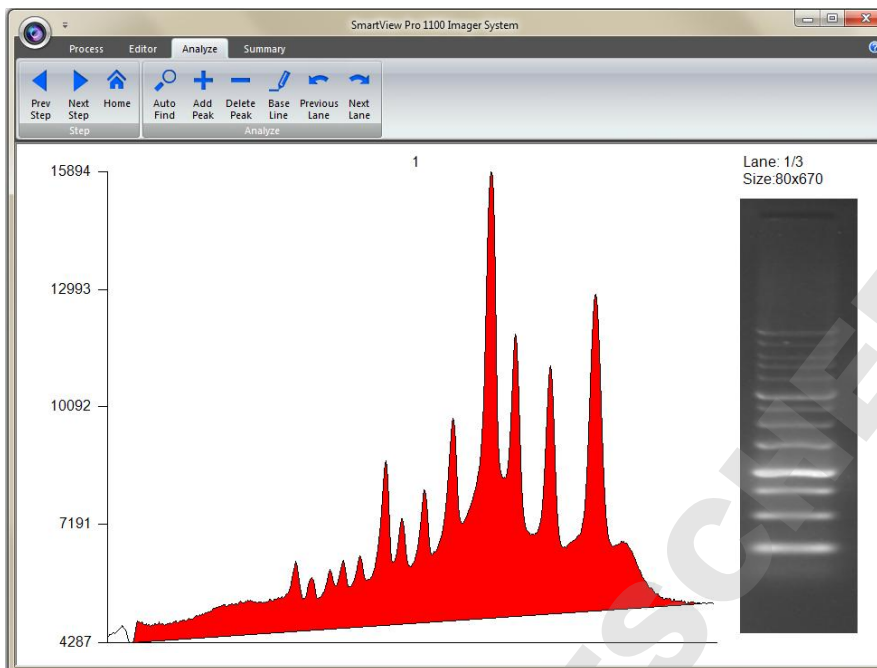 SmartView Pro 1100 Imager System
Process Editor Analyze Summary
Prev Step
Next Step
Home
Auto Find
Add Peak
Delete Peak
Base Line
Previous Lane
Next Lane
Step
Analyze
1
Lane: 1/3
Size:80x670
15894
12993
10092
7191
4287